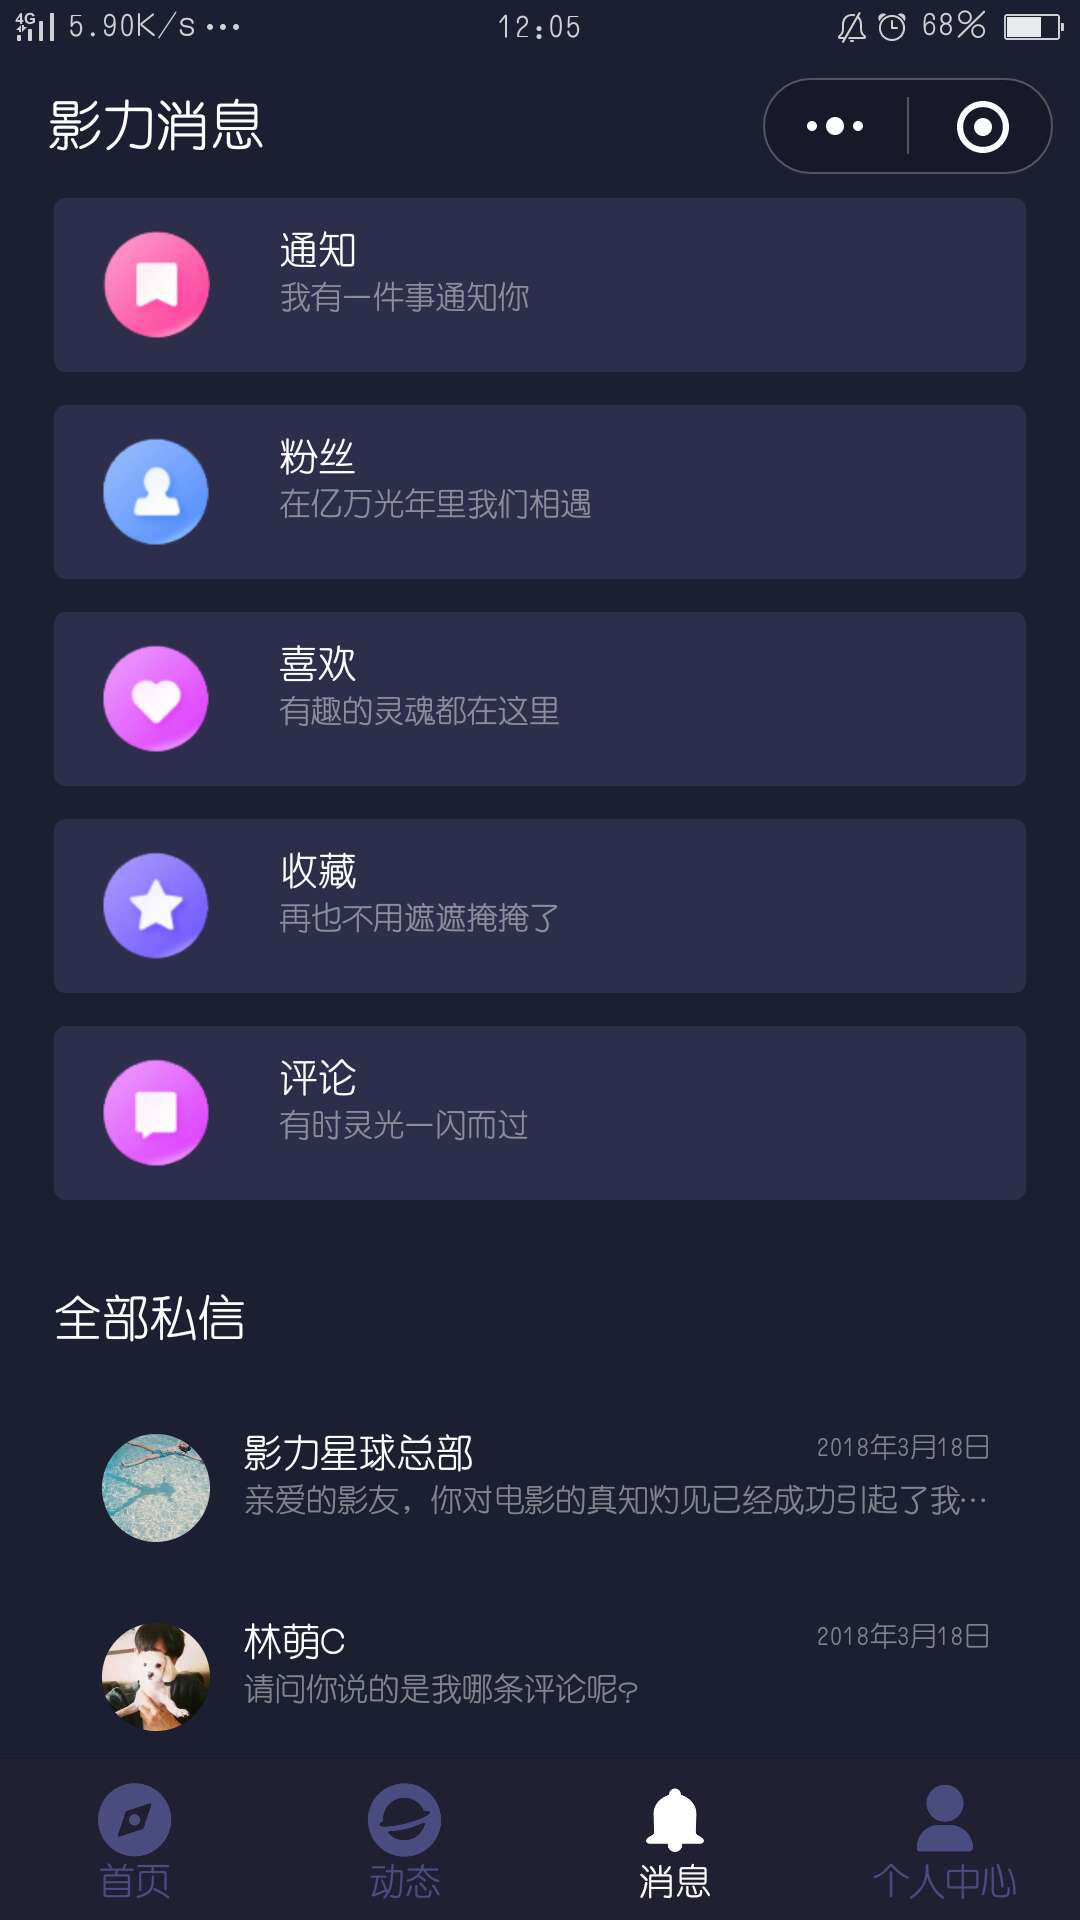 4G 5.90K/s ··· 12:05 68%
影力消息
通知
我有一件事通知你
粉丝
在亿万光年里我们相遇
喜欢
有趣的灵魂都在这里
收藏
再也不用遮遮掩掩了
评论
有时灵光一闪而过
全部私信
影力星球总部 2018年3月18日
亲爱的影友，你对电影的真知灼见已经成功引起了我…
林萌C 2018年3月18日
请问你说的是我哪条评论呢?
首页 动态 消息 个人中心